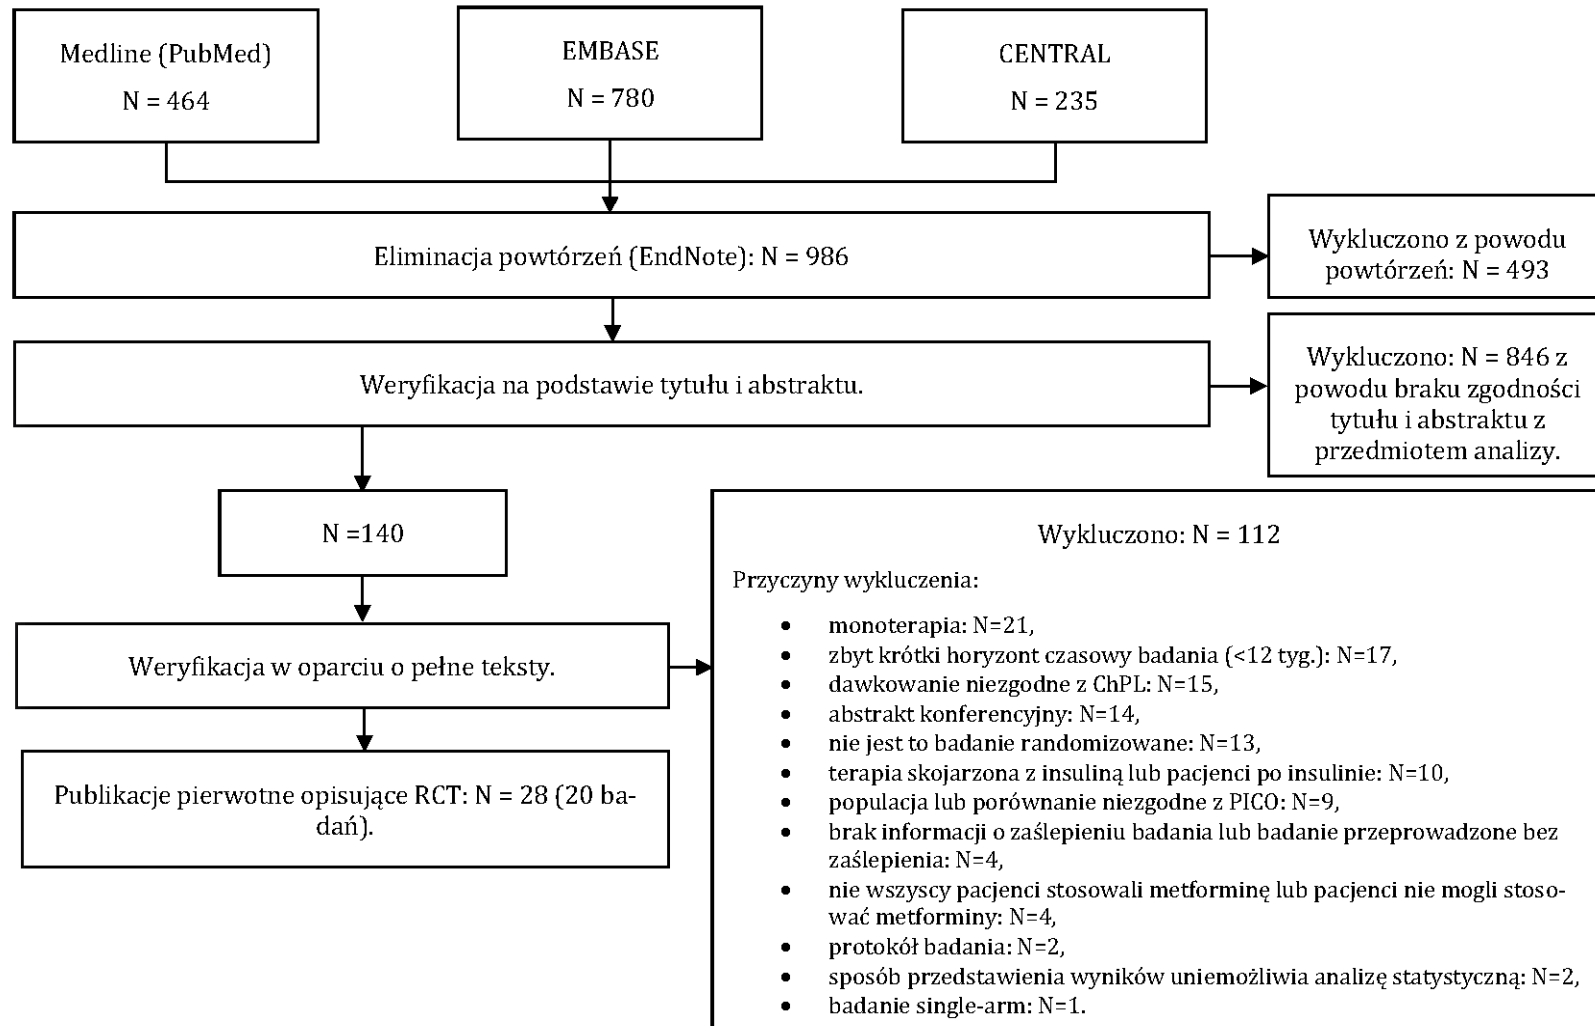 Medline (PubMed)
N = 464
EMBASE
N = 780
CENTRAL
N = 235
Eliminacja powtórzeń (EndNote): N = 986
Wykluczono z powodu
powtórzeń: N = 493
Weryfikacja na podstawie tytułu i abstraktu.
Wykluczono: N = 846 z
powodu braku zgodności
tytułu i abstraktu z
przedmiotem analizy.
N =140
Weryfikacja w oparciu o pełne teksty.
Publikacje pierwotne opisujące RCT: N = 28 (20 ba-
dań).
Wykluczono: N = 112
Przyczyny wykluczenia:
• monoterapia: N=21,
• zbyt krótki horyzont czasowy badania (<12 tyg.): N=17,
• dawkowanie niezgodne z ChPL: N=15,
• abstrakt konferencyjny: N=14,
• nie jest to badanie randomizowane: N=13,
• terapia skojarzona z insuliną lub pacjenci po insulinie: N=10,
• populacja lub porównanie niezgodne z PICO: N=9,
• brak informacji o zaślepieniu badania lub badanie przeprowadzone bez
zaślepienia: N=4,
• nie wszyscy pacjenci stosowali metforminę lub pacjenci nie mogli stoso-
wać metforminy: N=4,
• protokół badania: N=2,
• sposób przedstawienia wyników uniemożliwia analizę statystyczną: N=2,
• badanie single-arm: N=1.